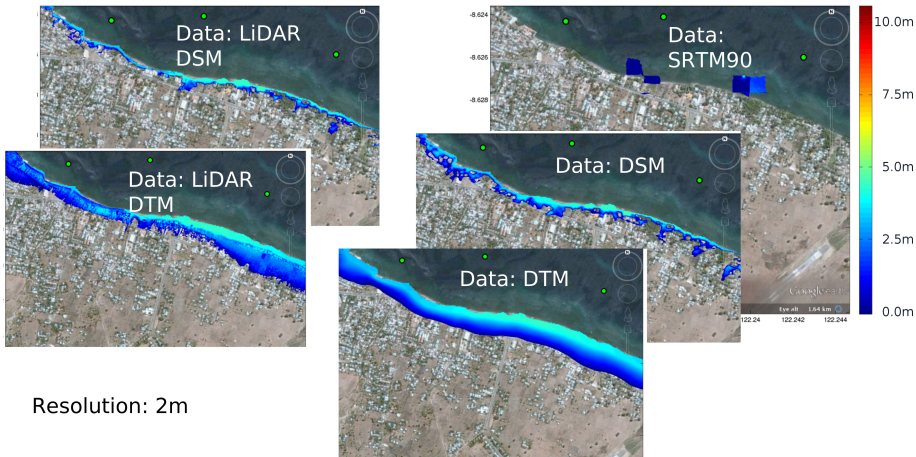 Data: LiDAR
DSM
-8.624
-8.626
-8.628
Data:
SRTM90
10.0m
7.5m
5.0m
2.5m
0.0m
Data: LiDAR
DTM
Data: DSM
Data: DTM
Google
Eye alt 1.64 km
122.24
122.242
122.244
Resolution: 2m